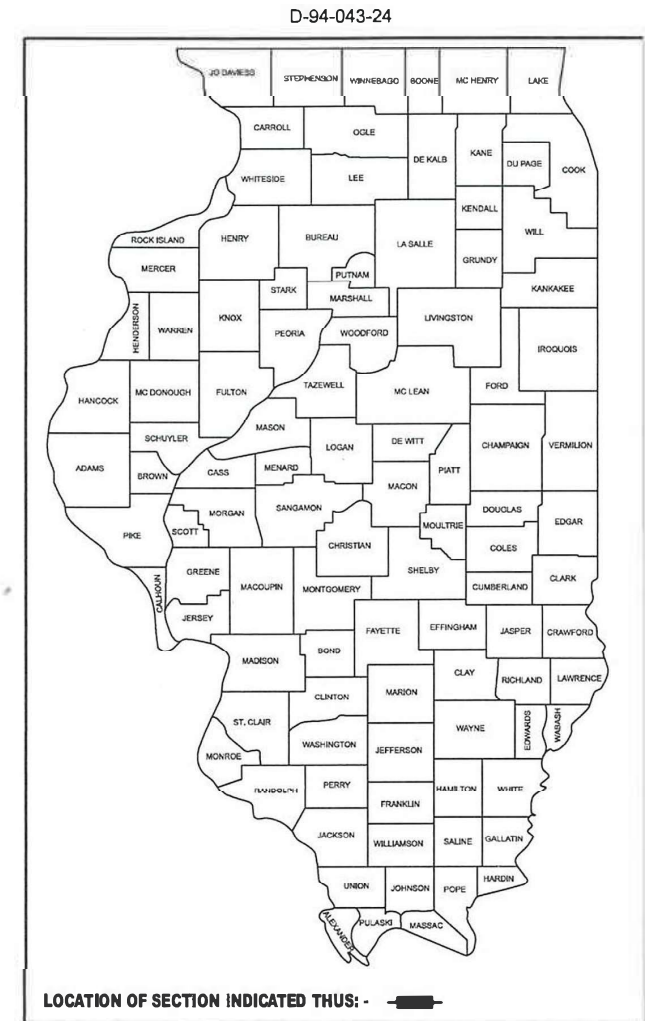 D-94-043-24
JO DAVIESS STEPHENSON WINNEBAGO BOONE MC HENRY LAKE
CARROLL OGLE DE KALB KANE DU PAGE COOK
WHITESIDE LEE
KENDALL WILL
ROCK ISLAND HENRY BUREAU LA SALLE GRUNDY
MERCER PUTNAM
STARK MARSHALL KANKAKEE
HENDERSON WARREN KNOX PEORIA WOODFORD LIVINGSTON IROQUOIS
HANCOCK MC DONOUGH FULTON TAZEWELL MC LEAN FORD
MASON
SCHUYLER LOGAN DE WITT CHAMPAIGN VERMILION
ADAMS BROWN CASS MENARD PIATT
MACON
MORGAN SANGAMON DOUGLAS EDGAR
PIKE SCOTT CHRISTIAN MOULTRIE COLES
CALHOUN GREENE MACOUPIN MONTGOMERY SHELBY CUMBERLAND CLARK
JERSEY FAYETTE EFFINGHAM JASPER CRAWFORD
MADISON BOND
CLAY RICHLAND LAWRENCE
CLINTON MARION
ST. CLAIR WAYNE EDWARDS WABASH
MONROE WASHINGTON JEFFERSON
RANDOLPH PERRY HAMILTON WHITE
FRANKLIN
JACKSON WILLIAMSON SALINE GALLATIN
UNION JOHNSON POPE HARDIN
ALEXANDER PULASKI MASSAC
LOCATION OF SECTION INDICATED THUS: -